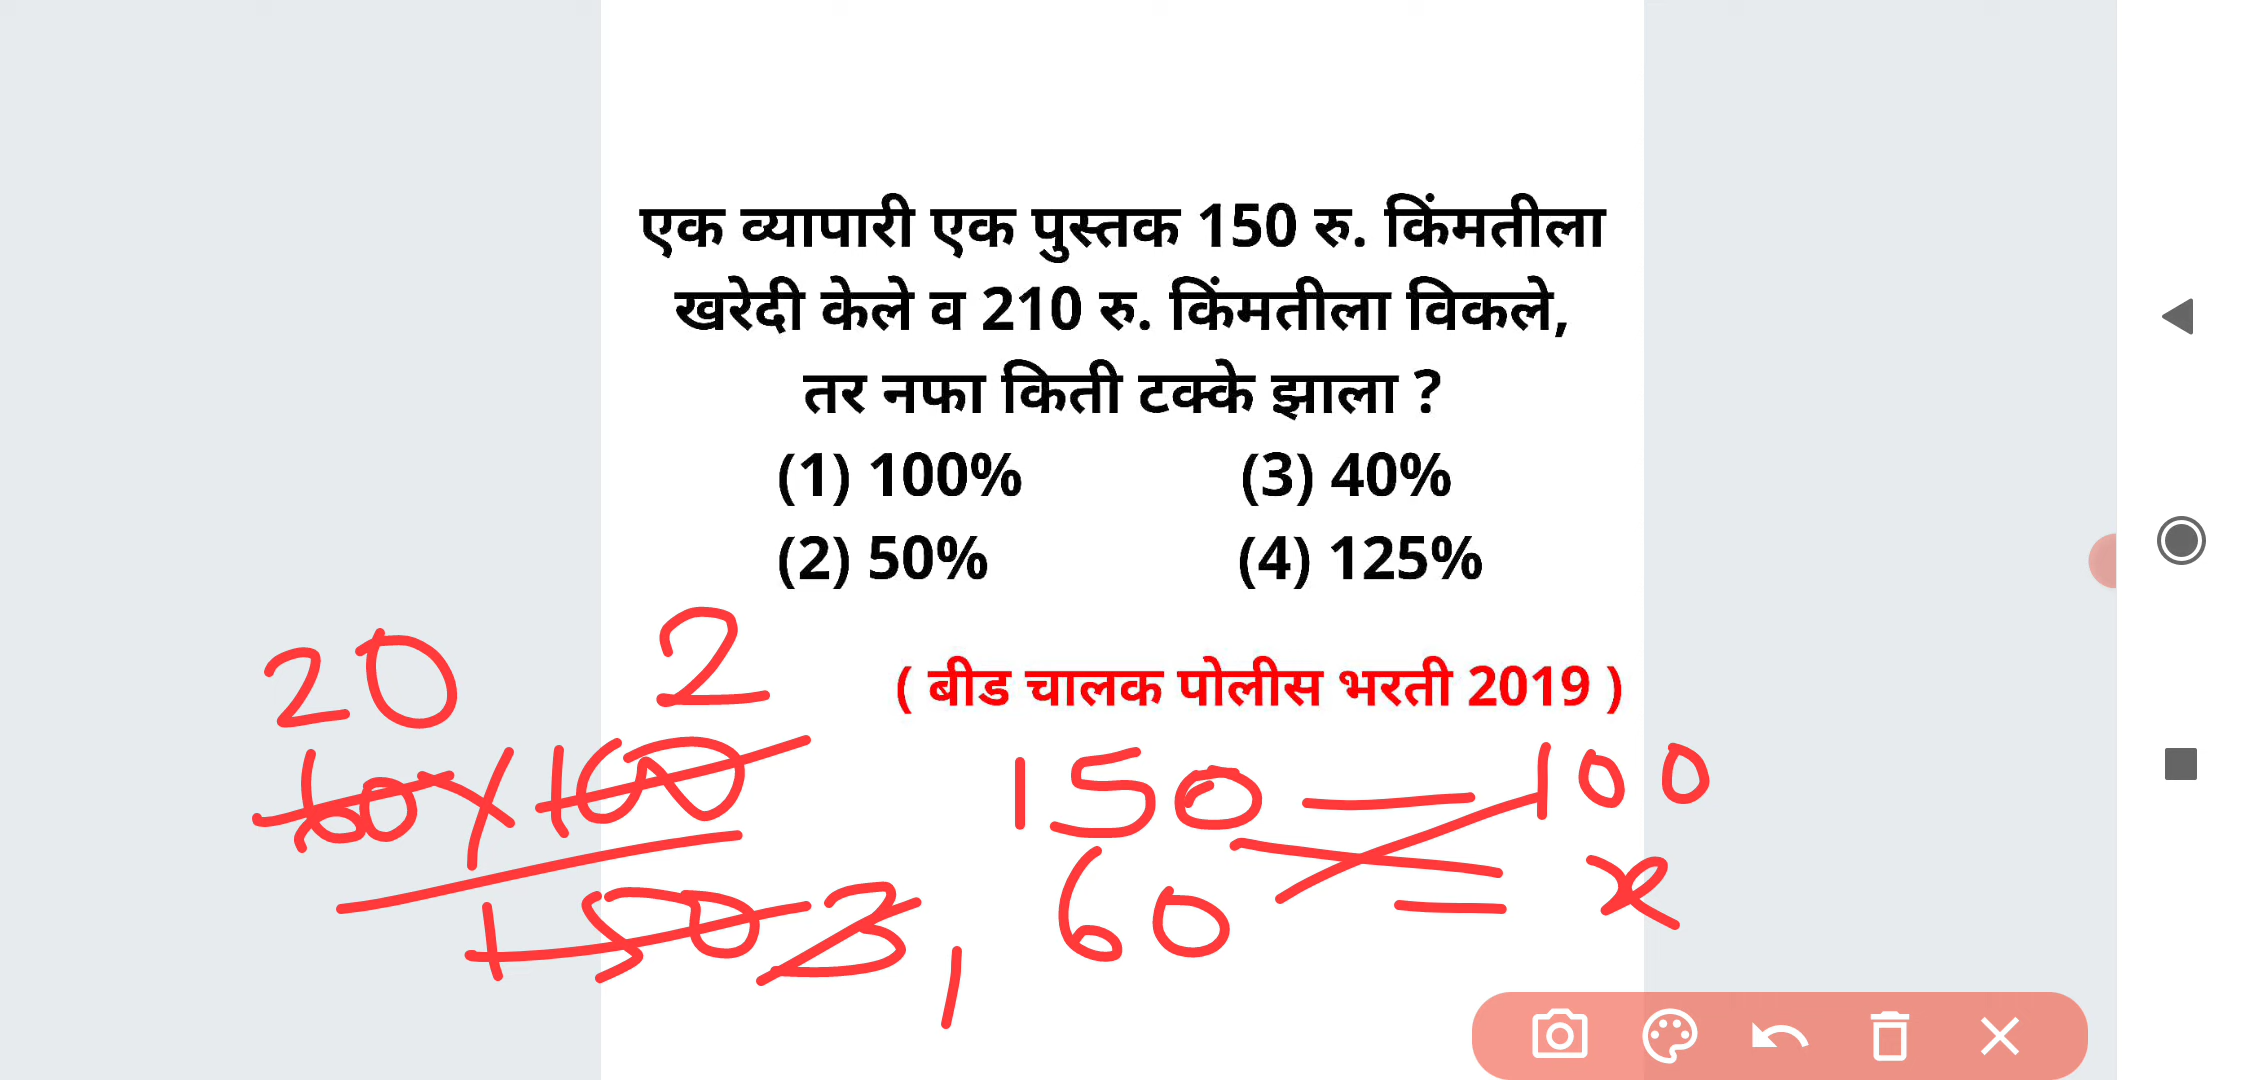 एक व्यापारी एक पुस्तक 150 रु. किंमतीला
खरेदी केले व 210 रु. किंमतीला विकले,
तर नफा किती टक्के झाला ?
(1) 100% (3) 40%
(2) 50% (4) 125%
( बीड चालक पोलीस भरती 2019 )
20 2
60 x 100
150 3 1
150 = 100
60 = x